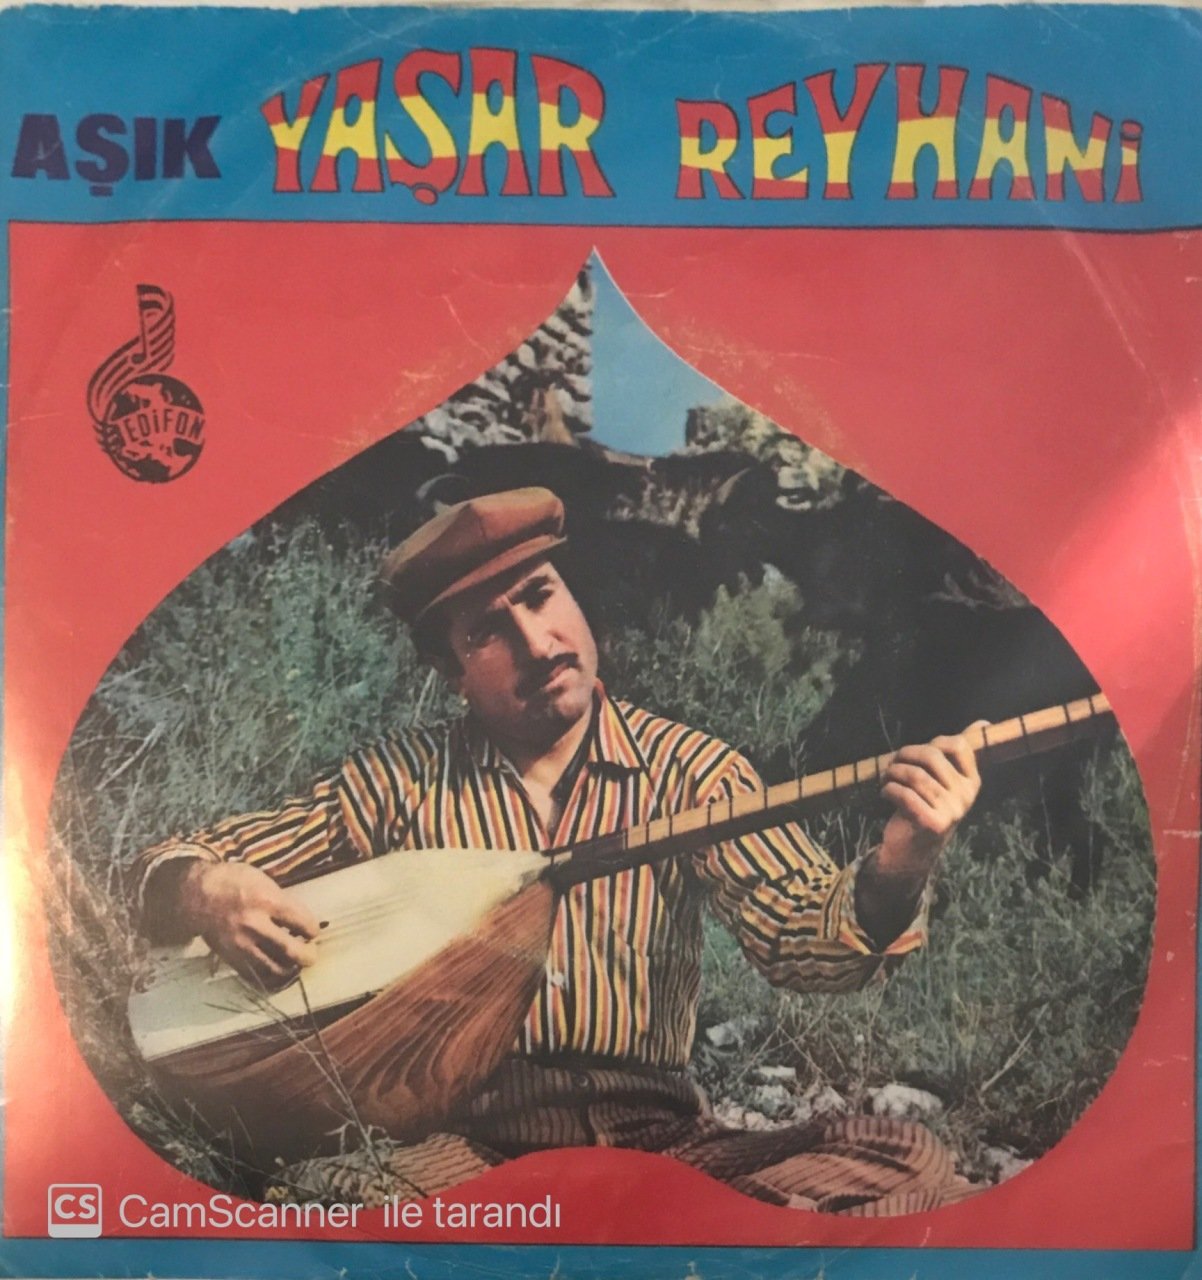 AŞIK YAŞAR REYHANİ
EDİFON
CS CamScanner ile tarandı